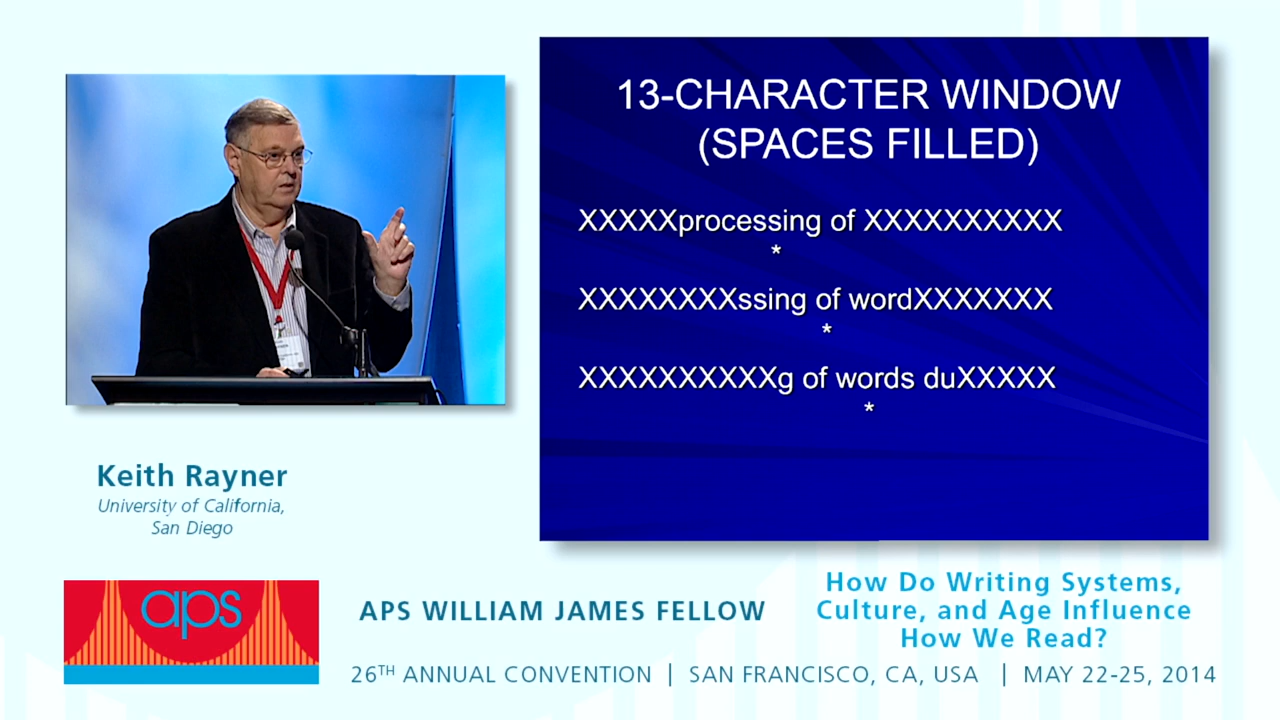 13-CHARACTER WINDOW
(SPACES FILLED)
XXXXXprocessing of XXXXXXXXXX
*
XXXXXXXXssing of wordXXXXXXX
*
XXXXXXXXXXg of words duXXXXX
*
Keith Rayner
University of California,
San Diego
aps
APS WILLIAM JAMES FELLOW
How Do Writing Systems,
Culture, and Age Influence
How We Read?
26TH ANNUAL CONVENTION | SAN FRANCISCO, CA, USA | MAY 22-25, 2014